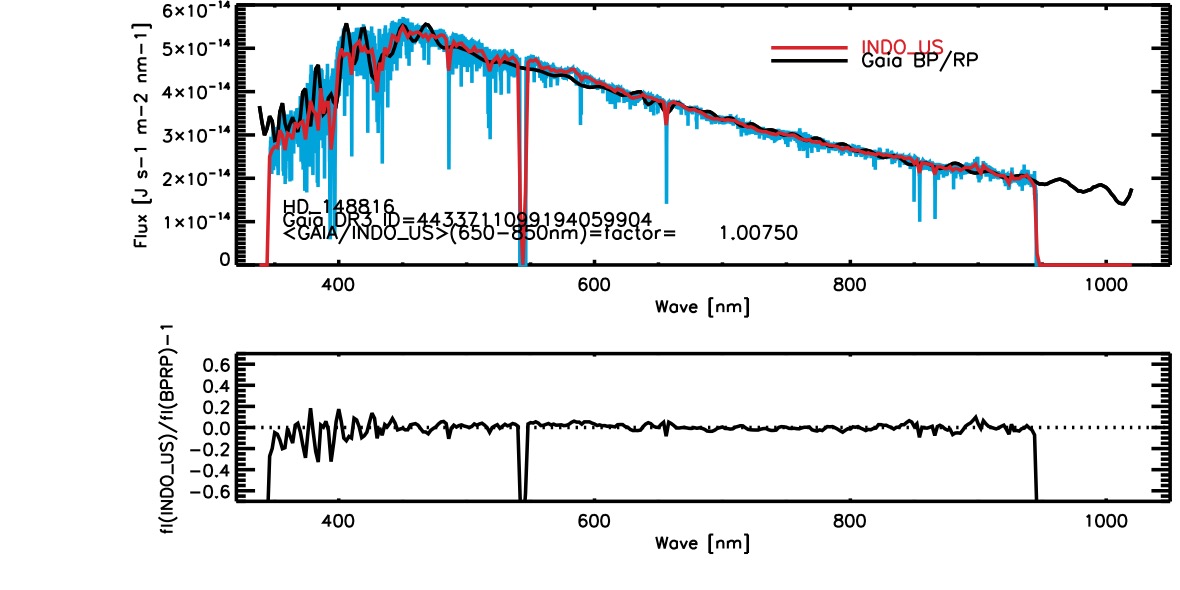 6×10−14
5×10−14
4×10−14
3×10−14
2×10−14
1×10−14
0
Flux [J s−1 m−2 nm−1]
INDO_US
Gaia BP/RP
HD_148816
Gaia DR3 ID=4433711099194059904
<GAIA/INDO_US>(650−850nm)=factor= 1.00750
400 600 800 1000
Wave [nm]
fl(INDO_US)/fl(BPRP)−1
0.6
0.4
0.2
0.0
−0.2
−0.4
−0.6
400 600 800 1000
Wave [nm]